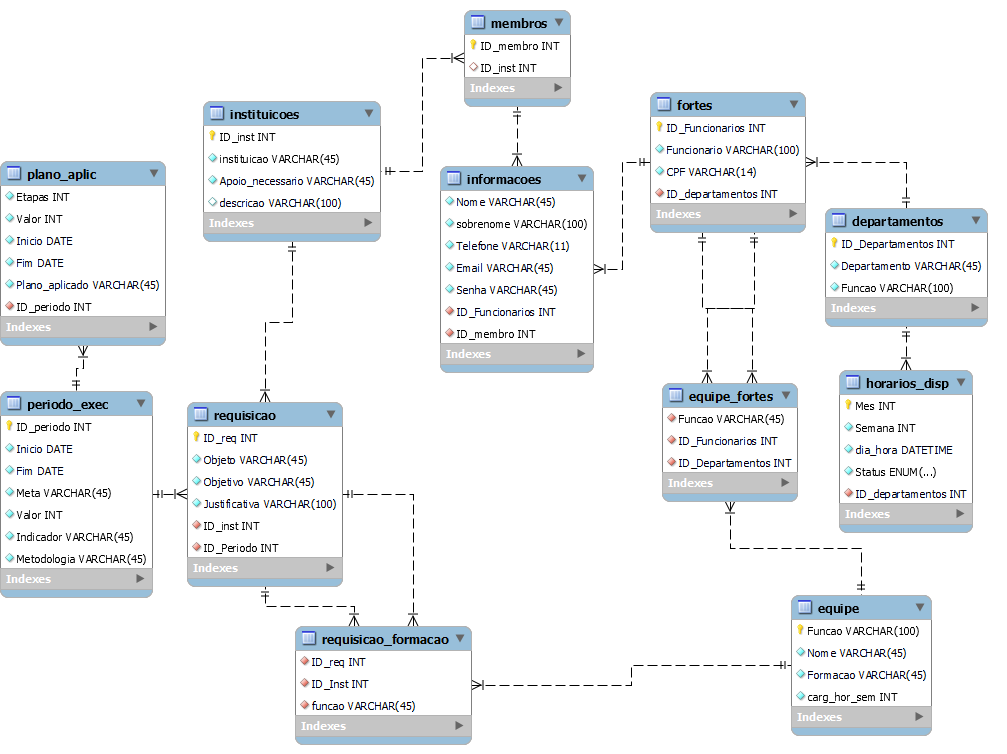 membros
ID_membro INT
ID_inst INT
Indexes
instituicoes
ID_inst INT
instituicao VARCHAR(45)
Apoio_necessario VARCHAR(45)
descricao VARCHAR(100)
Indexes
fortes
ID_Funcionarios INT
Funcionario VARCHAR(100)
CPF VARCHAR(14)
ID_departamentos INT
Indexes
plano_aplic
Etapas INT
Valor INT
Inicio DATE
Fim DATE
Plano_aplicado VARCHAR(45)
ID_periodo INT
Indexes
informacoes
Nome VARCHAR(45)
sobrenome VARCHAR(100)
Telefone VARCHAR(11)
Email VARCHAR(45)
Senha VARCHAR(45)
ID_Funcionarios INT
ID_membro INT
Indexes
departamentos
ID_Departamentos INT
Departamento VARCHAR(45)
Funcao VARCHAR(100)
Indexes
periodo_exec
ID_periodo INT
Inicio DATE
Fim DATE
Meta VARCHAR(45)
Valor INT
Indicador VARCHAR(45)
Metodologia VARCHAR(45)
Indexes
requisicao
ID_req INT
Objeto VARCHAR(45)
Objetivo VARCHAR(45)
Justificativa VARCHAR(100)
ID_inst INT
ID_Periodo INT
Indexes
equipe_fortes
Funcao VARCHAR(45)
ID_Funcionarios INT
ID_Departamentos INT
Indexes
horarios_disp
Mes INT
Semana INT
dia_hora DATETIME
Status ENUM(...)
ID_departamentos INT
Indexes
requisicao_formacao
ID_req INT
ID_Inst INT
funcao VARCHAR(45)
Indexes
equipe
Funcao VARCHAR(100)
Nome VARCHAR(45)
Formacao VARCHAR(45)
carg_hor_sem INT
Indexes